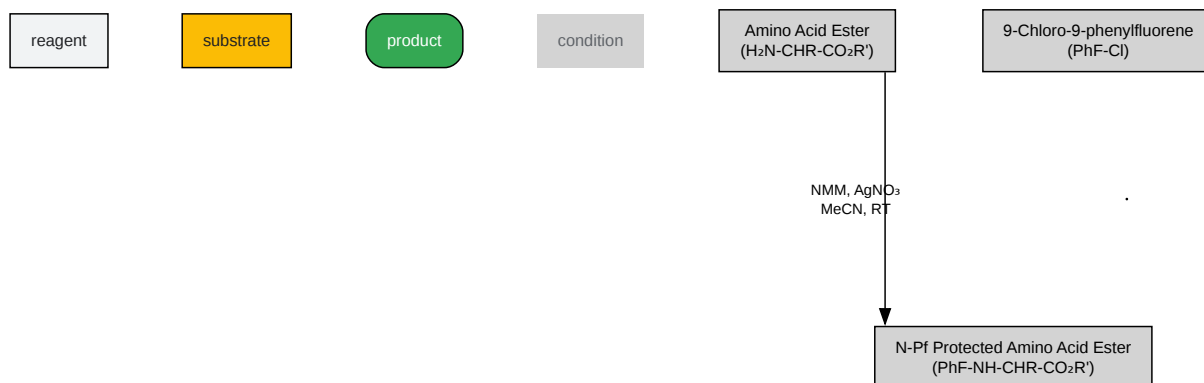 reagent
substrate
product
condition
Amino Acid Ester
(H₂N-CHR-CO₂R')
9-Chloro-9-phenylfluorene
(PhF-Cl)
NMM, AgNO₃
MeCN, RT
N-Pf Protected Amino Acid Ester
(PhF-NH-CHR-CO₂R')